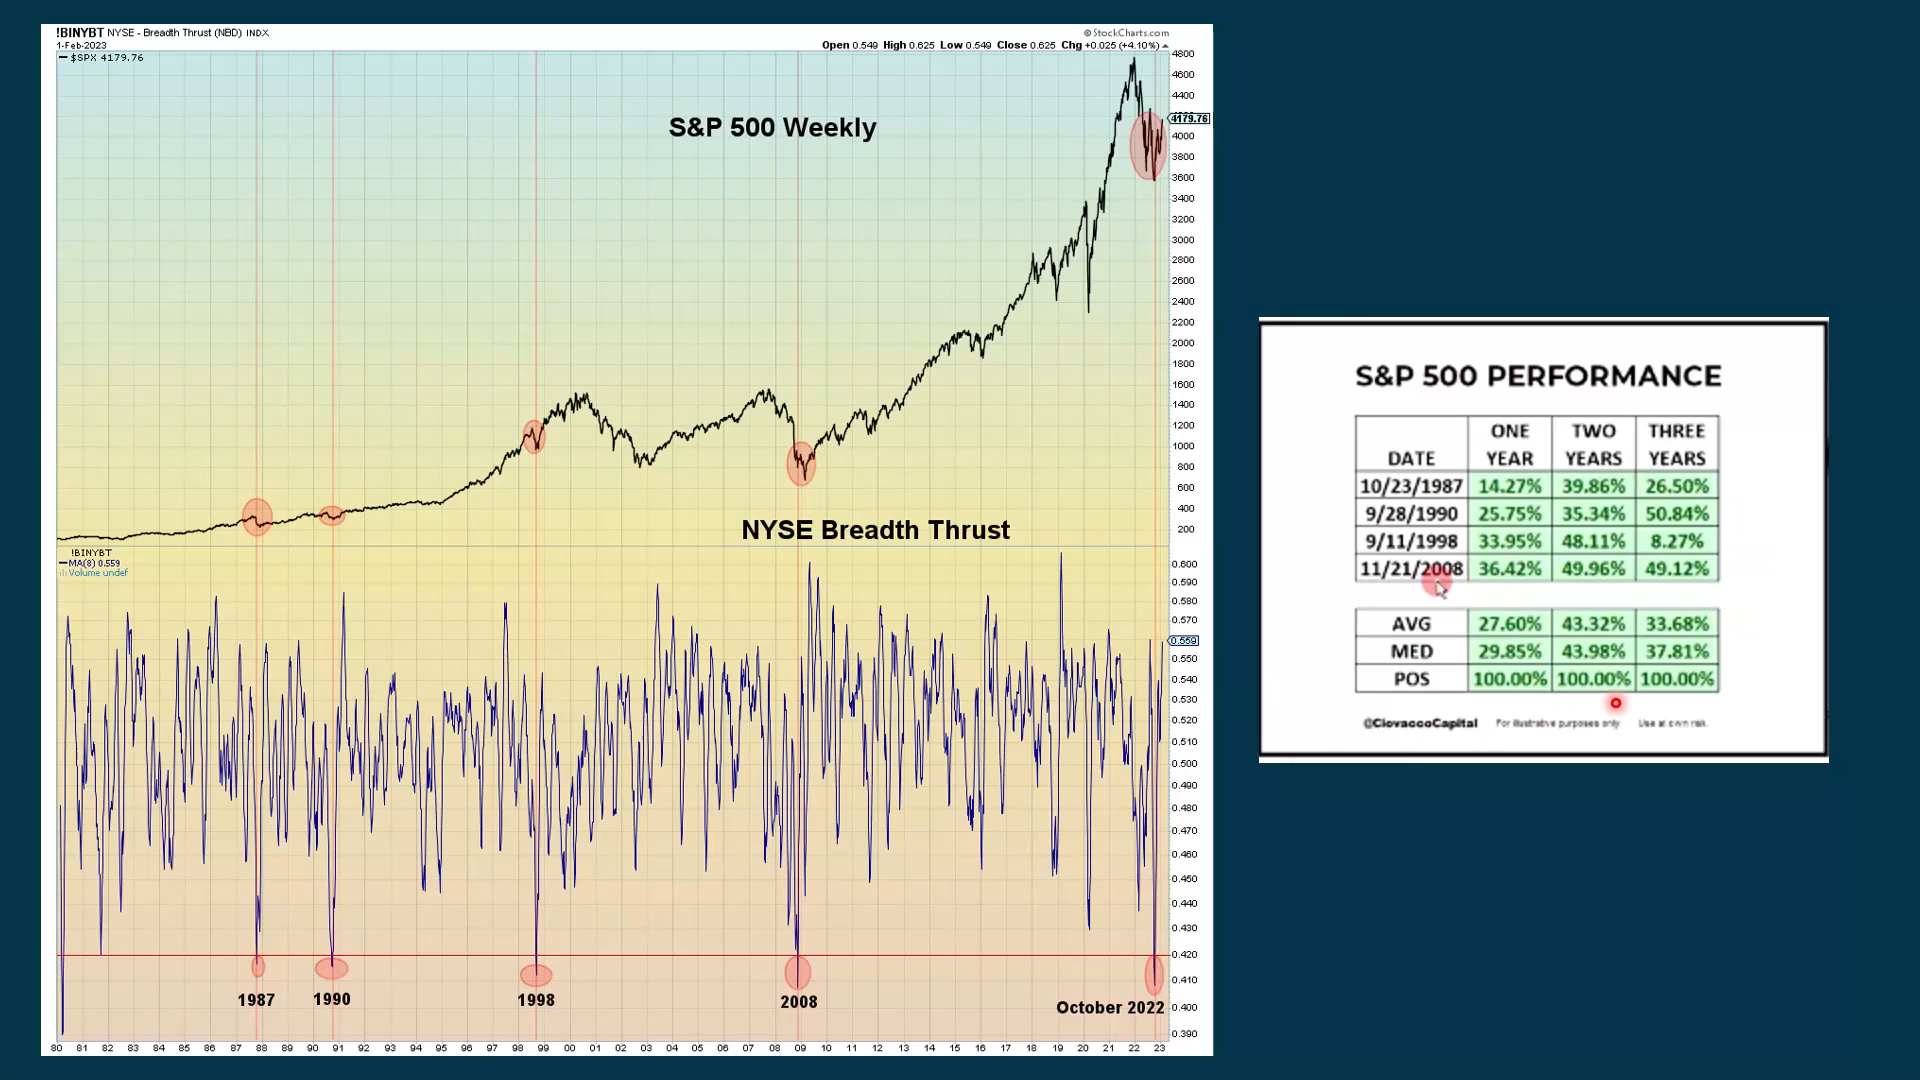 !BINYBT NYSE - Breadth Thrust (NBD) INDX
© StockCharts.com
1-Feb-2023
Open 0.549 High 0.625 Low 0.549 Close 0.625 Chg +0.025 (+4.10%)
$SPX 4179.76
S&P 500 Weekly
4800
4600
4400
4179.76
4000
3800
3600
3400
3200
3000
2800
2600
2400
2200
2000
1800
1600
1400
1200
1000
800
600
400
200
NYSE Breadth Thrust
!BINYBT
MA(8) 0.559
Volume undef
0.600
0.590
0.580
0.570
0.559
0.550
0.540
0.530
0.520
0.510
0.500
0.490
0.480
0.470
0.460
0.450
0.440
0.430
0.420
0.410
0.400
0.390
1987
1990
1998
2008
October 2022
80 81 82 83 84 85 86 87 88 89 90 91 92 93 94 95 96 97 98 99 00 01 02 03 04 05 06 07 08 09 10 11 12 13 14 15 16 17 18 19 20 21 22 23
S&P 500 PERFORMANCE
DATE ONE YEAR TWO YEARS THREE YEARS
10/23/1987 14.27% 39.86% 26.50%
9/28/1990 25.75% 35.34% 50.84%
9/11/1998 33.95% 48.11% 8.27%
11/21/2008 36.42% 49.96% 49.12%
AVG 27.60% 43.32% 33.68%
MED 29.85% 43.98% 37.81%
POS 100.00% 100.00% 100.00%
@CiovaccoCapital For illustrative purposes only. Use at own risk.